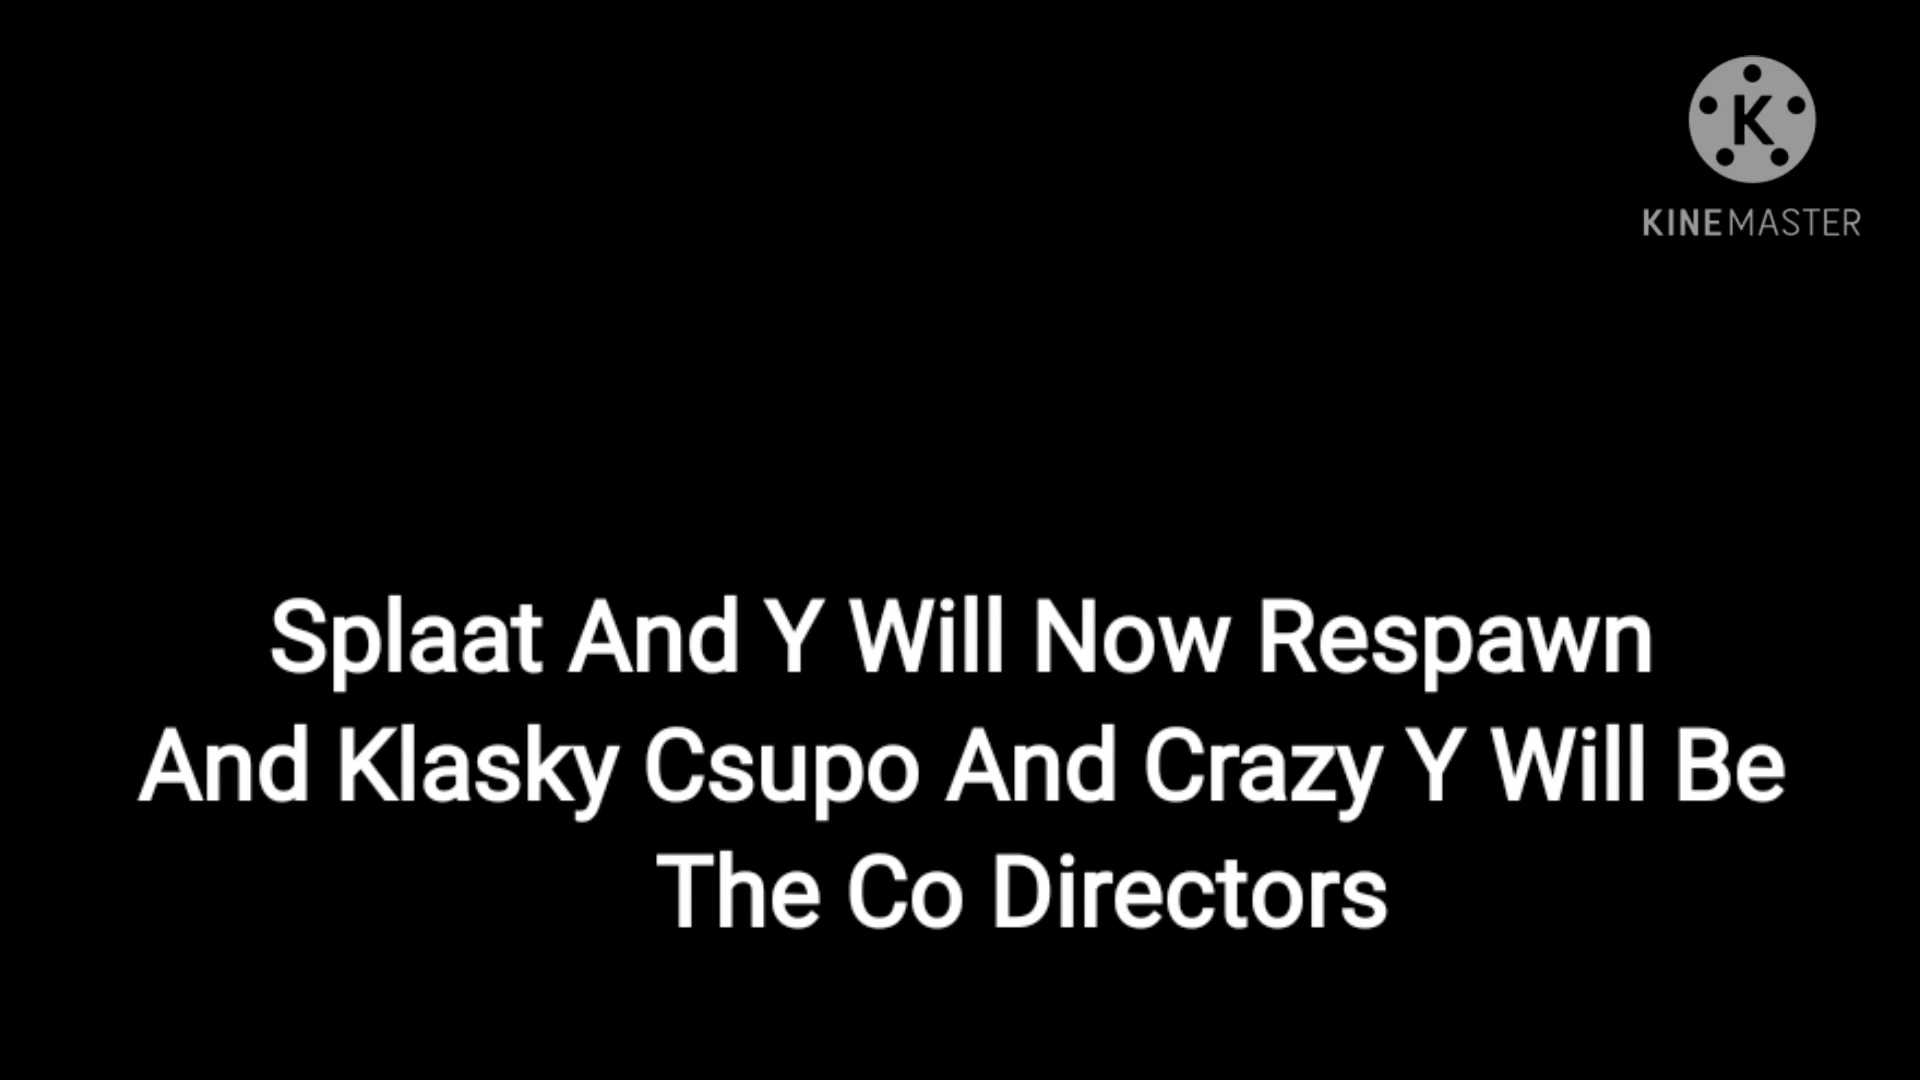 K
KINEMASTER
Splaat And Y Will Now Respawn
And Klasky Csupo And Crazy Y Will Be
The Co Directors